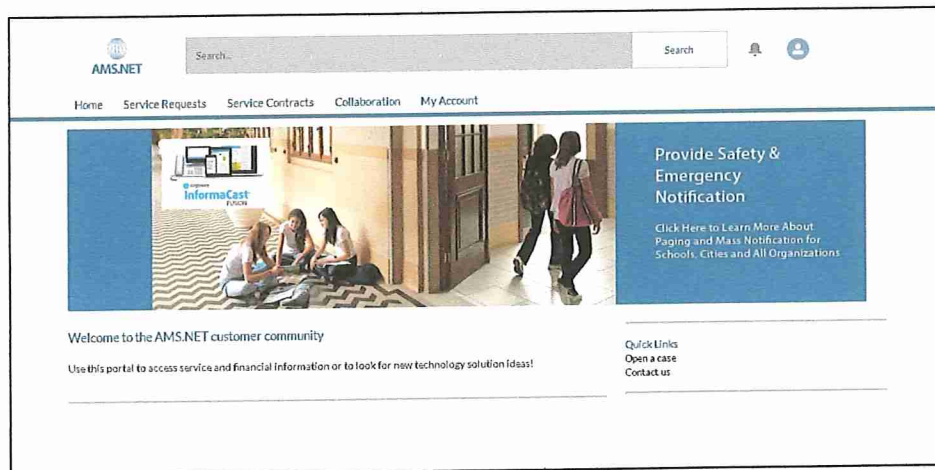 AMS.NET
Search...
Search
Home Service Requests Service Contracts Collaboration My Account
InformaCast
FUSION
Provide Safety &
Emergency
Notification
Click Here to Learn More About
Paging and Mass Notification for
Schools, Cities and All Organizations
Welcome to the AMS.NET customer community
Use this portal to access service and financial information or to look for new technology solution ideas!
Quick Links
Open a case
Contact us